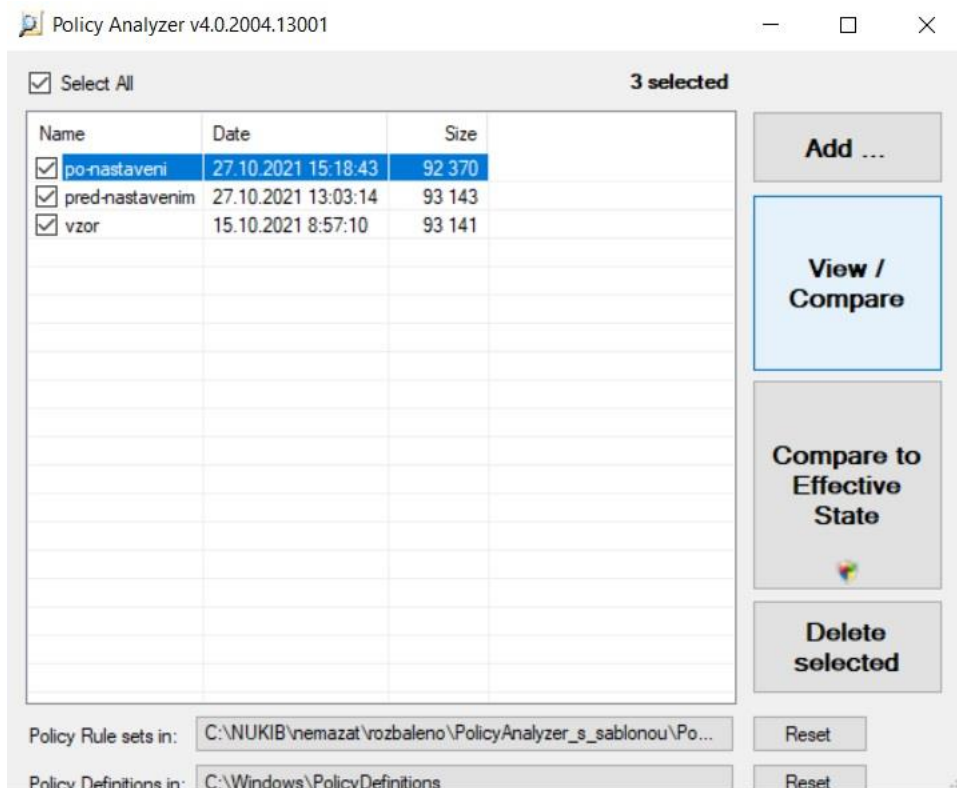 Policy Analyzer v4.0.2004.13001
Select All 3 selected
Name Date Size
po-nastaveni 27.10.2021 15:18:43 92 370
pred-nastavenim 27.10.2021 13:03:14 93 143
vzor 15.10.2021 8:57:10 93 141
Add ...
View /
Compare
Compare to
Effective
State
Delete
selected
Policy Rule sets in: C:\NUKIB\nemazat\rozbaleno\PolicyAnalyzer_s_sablonou\Po... Reset
Policy Definitions in: C:\Windows\PolicyDefinitions Reset